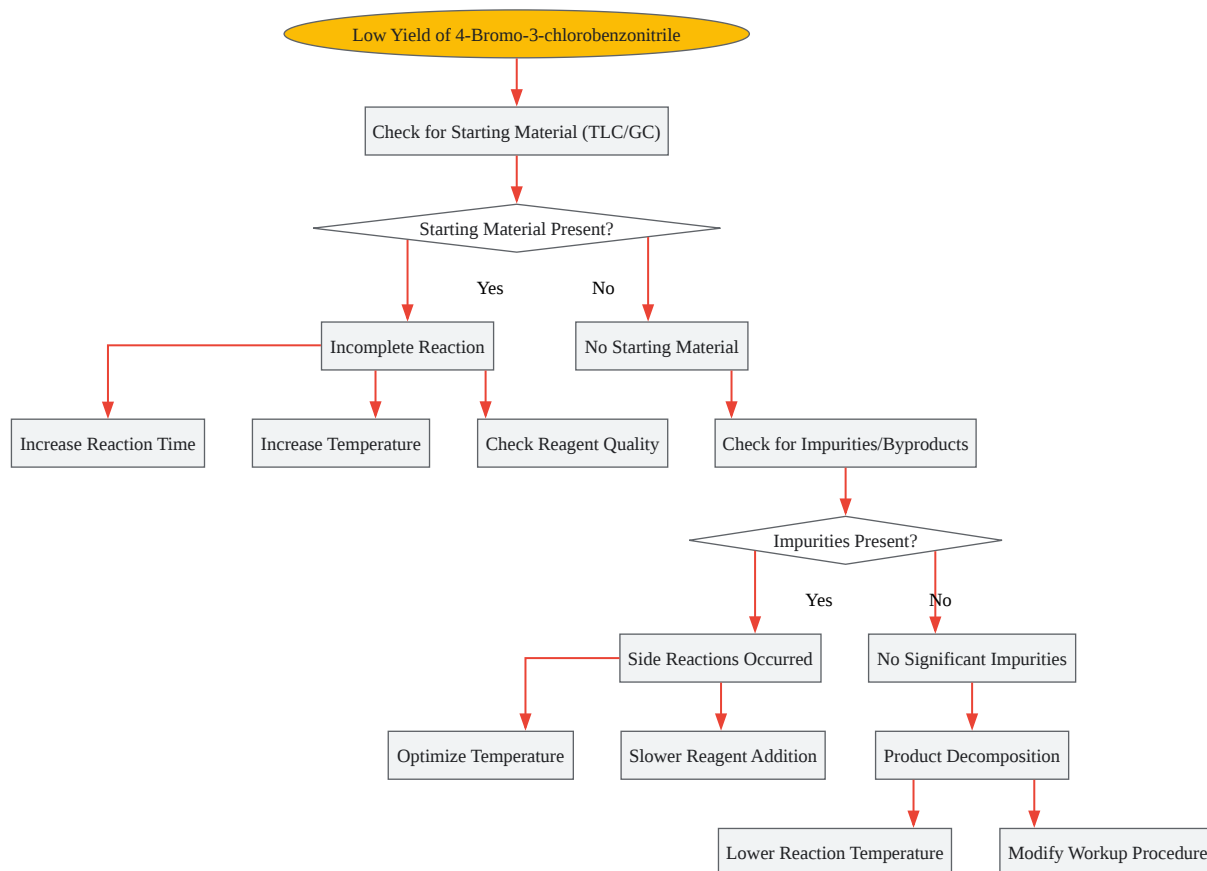 Low Yield of 4-Bromo-3-chlorobenzonitrile
Check for Starting Material (TLC/GC)
Starting Material Present?
Yes
No
Incomplete Reaction
No Starting Material
Increase Reaction Time
Increase Temperature
Check Reagent Quality
Check for Impurities/Byproducts
Impurities Present?
Yes
No
Side Reactions Occurred
No Significant Impurities
Optimize Temperature
Slower Reagent Addition
Product Decomposition
Lower Reaction Temperature
Modify Workup Procedure